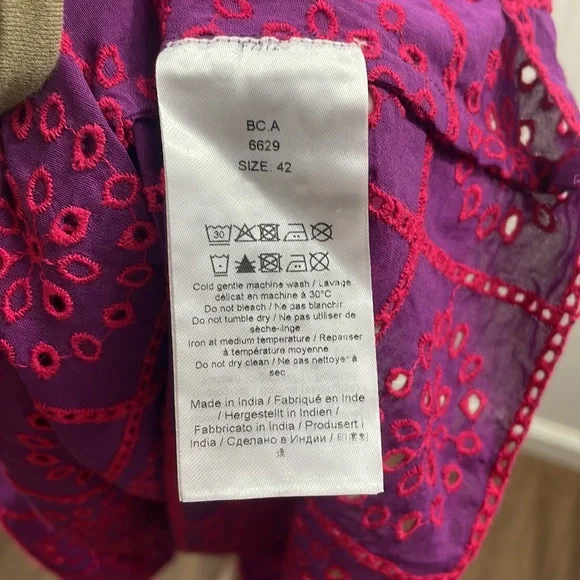 BC.A
6629
SIZE: 42
30
Cold gentle machine wash / Lavage
délicat en machine à 30°C
Do not bleach / Ne pas blanchir
Do not tumble dry / Ne pas utiliser de
sèche-linge
Iron at medium temperature / Repasser
à température moyenne
Do not dry clean / Ne pas nettoyer à
sec
Made in India / Fabriqué en Inde
/ Hergestellt in Indien /
Fabbricato in India / Produsert i
India / Сделано в Индии /